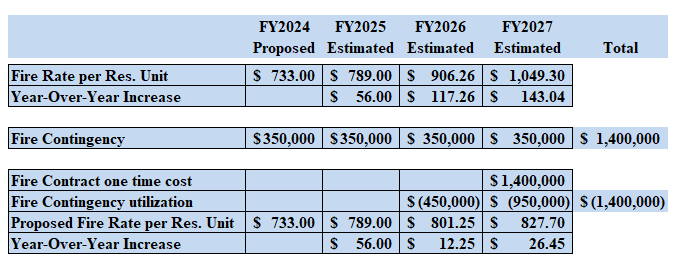 FY2024 FY2025 FY2026 FY2027
Proposed Estimated Estimated Estimated Total
Fire Rate per Res. Unit $ 733.00 $ 789.00 $ 906.26 $ 1,049.30
Year-Over-Year Increase $ 56.00 $ 117.26 $ 143.04
Fire Contingency $350,000 $350,000 $ 350,000 $ 350,000 $ 1,400,000
Fire Contract one time cost $1,400,000
Fire Contingency utilization $(450,000) $ (950,000) $(1,400,000)
Proposed Fire Rate per Res. Unit $ 733.00 $ 789.00 $ 801.25 $ 827.70
Year-Over-Year Increase $ 56.00 $ 12.25 $ 26.45